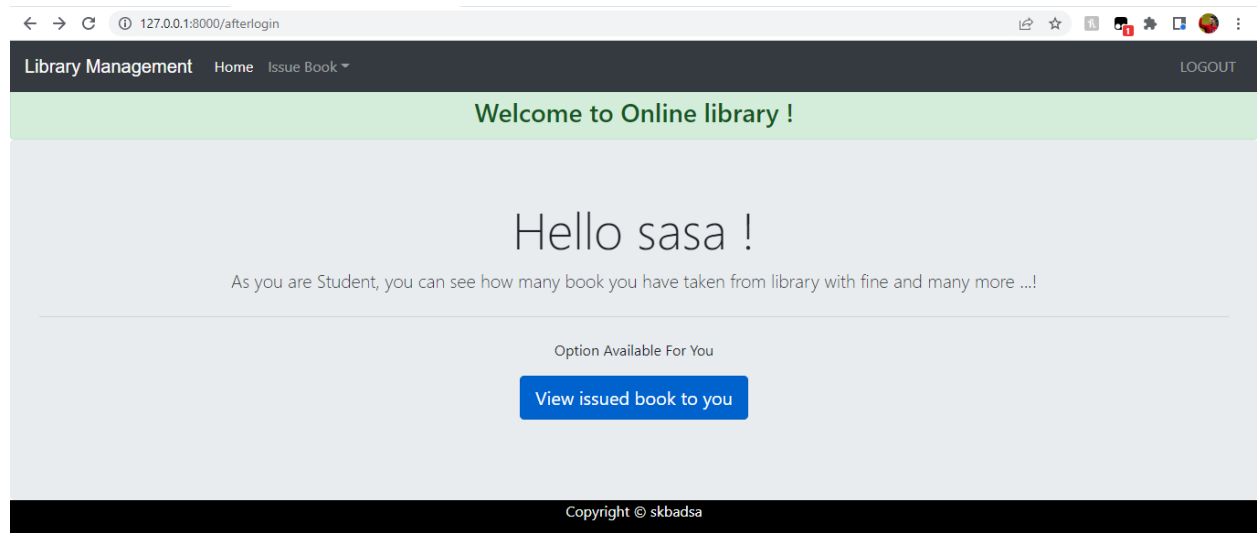 127.0.0.1:8000/afterlogin
1
Library Management Home Issue Book LOGOUT
Welcome to Online library !
Hello sasa !
As you are Student, you can see how many book you have taken from library with fine and many more ...!
Option Available For You
View issued book to you
Copyright © skbadsa